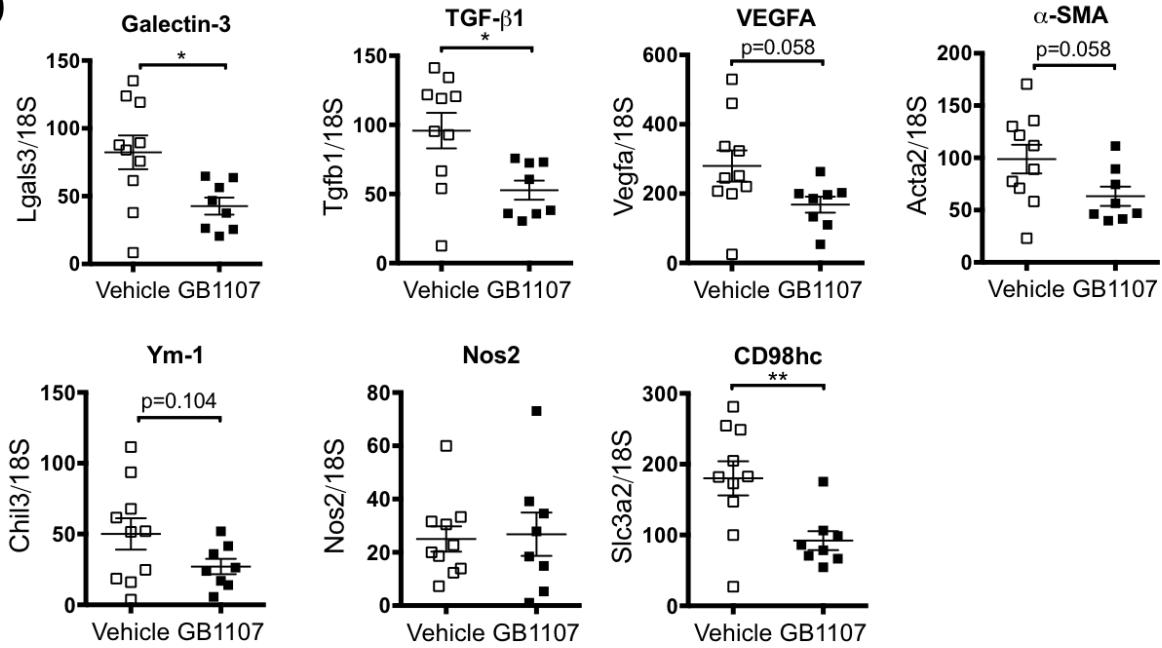 )
Galectin-3
*
150
100
50
0
Lgals3/18S
Vehicle GB1107
TGF-β1
*
150
100
50
0
Tgfb1/18S
Vehicle GB1107
VEGFA
p=0.058
600
400
200
0
Vegfa/18S
Vehicle GB1107
α-SMA
p=0.058
200
150
100
50
0
Acta2/18S
Vehicle GB1107
Ym-1
p=0.104
150
100
50
0
Chil3/18S
Vehicle GB1107
Nos2
80
60
40
20
0
Nos2/18S
Vehicle GB1107
CD98hc
**
300
200
100
0
Slc3a2/18S
Vehicle GB1107